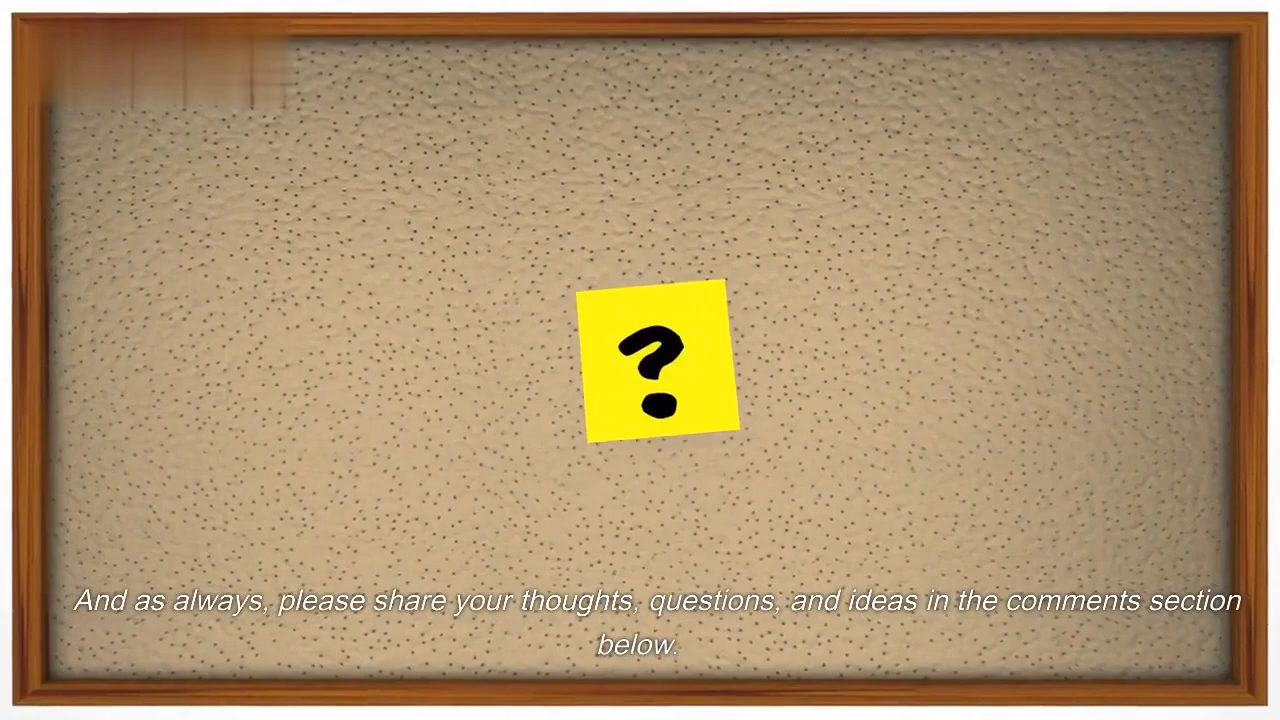 ?
And as always, please share your thoughts, questions, and ideas in the comments section
below.